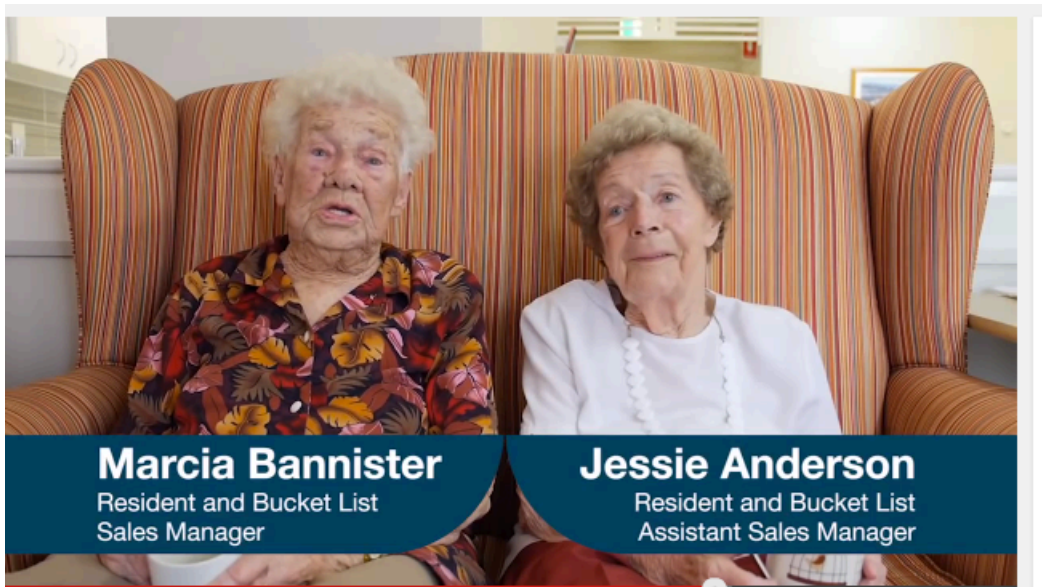 Marcia Bannister
Resident and Bucket List
Sales Manager
Jessie Anderson
Resident and Bucket List
Assistant Sales Manager